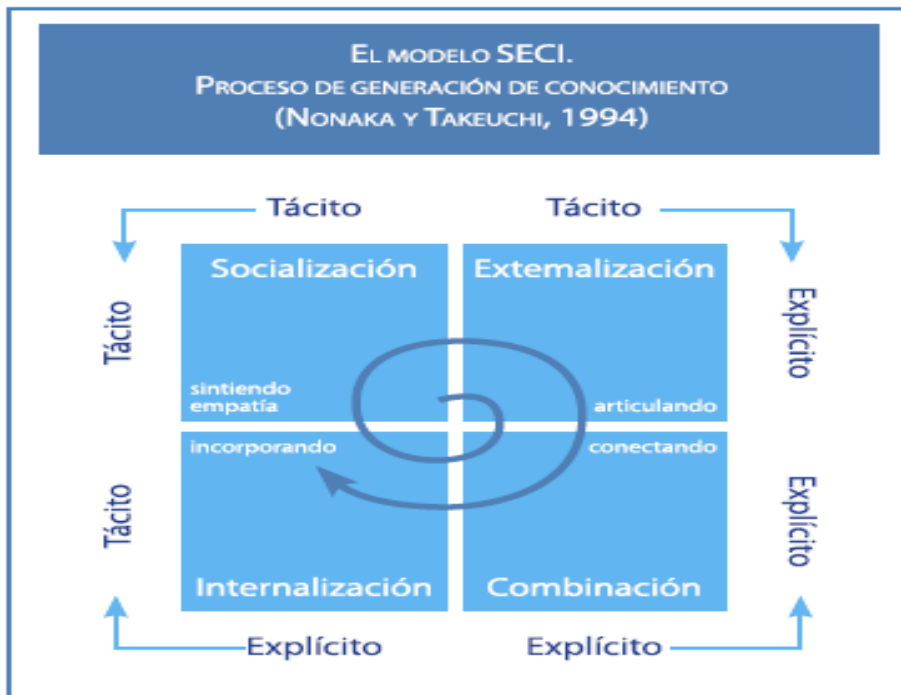 EL MODELO SECI.
PROCESO DE GENERACIÓN DE CONOCIMIENTO
(NONAKA Y TAKEUCHI, 1994)
Tácito
Tácito
Socialización
Extemalización
Tácito
Explícito
sintiendo
empatía
articulando
incorporando
conectando
Tácito
Explícito
Internalización
Combinación
Explícito
Explícito